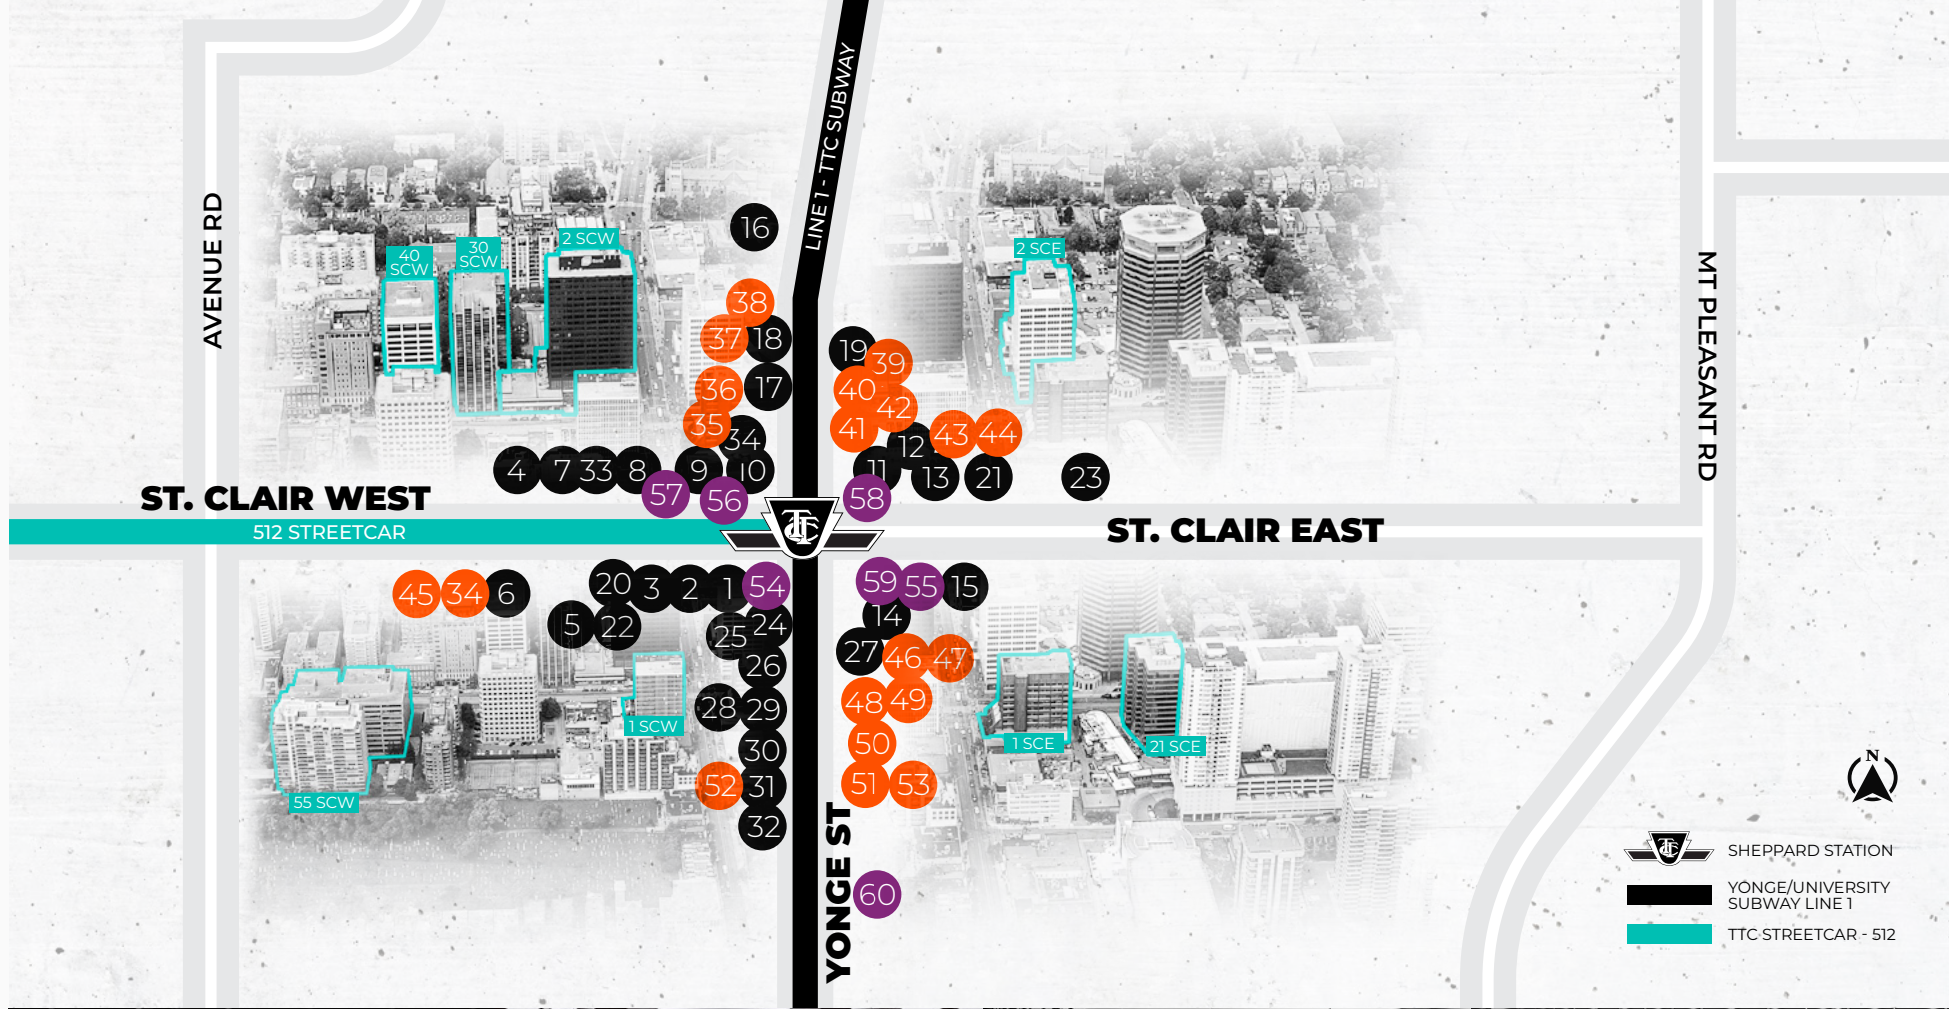 LINE 1 - TTC SUBWAY
AVENUE RD
MT PLEASANT RD
40
SCW
30
SCW
2 SCW
2 SCE
16
38
37
18
36
17
35
34
4
7
33
8
9
10
57
56
19
39
40
42
41
12
43
44
11
13
21
23
58
ST. CLAIR WEST
512 STREETCAR
TTC
ST. CLAIR EAST
45
34
6
20
3
2
1
54
5
22
25
24
26
28
29
30
52
31
32
59
55
15
14
27
46
47
48
49
50
51
53
60
55 SCW
1 SCW
1 SCE
21 SCE
YONGE ST
N
TTC
SHEPPARD STATION
YONGE/UNIVERSITY
SUBWAY LINE 1
TTC STREETCAR - 512